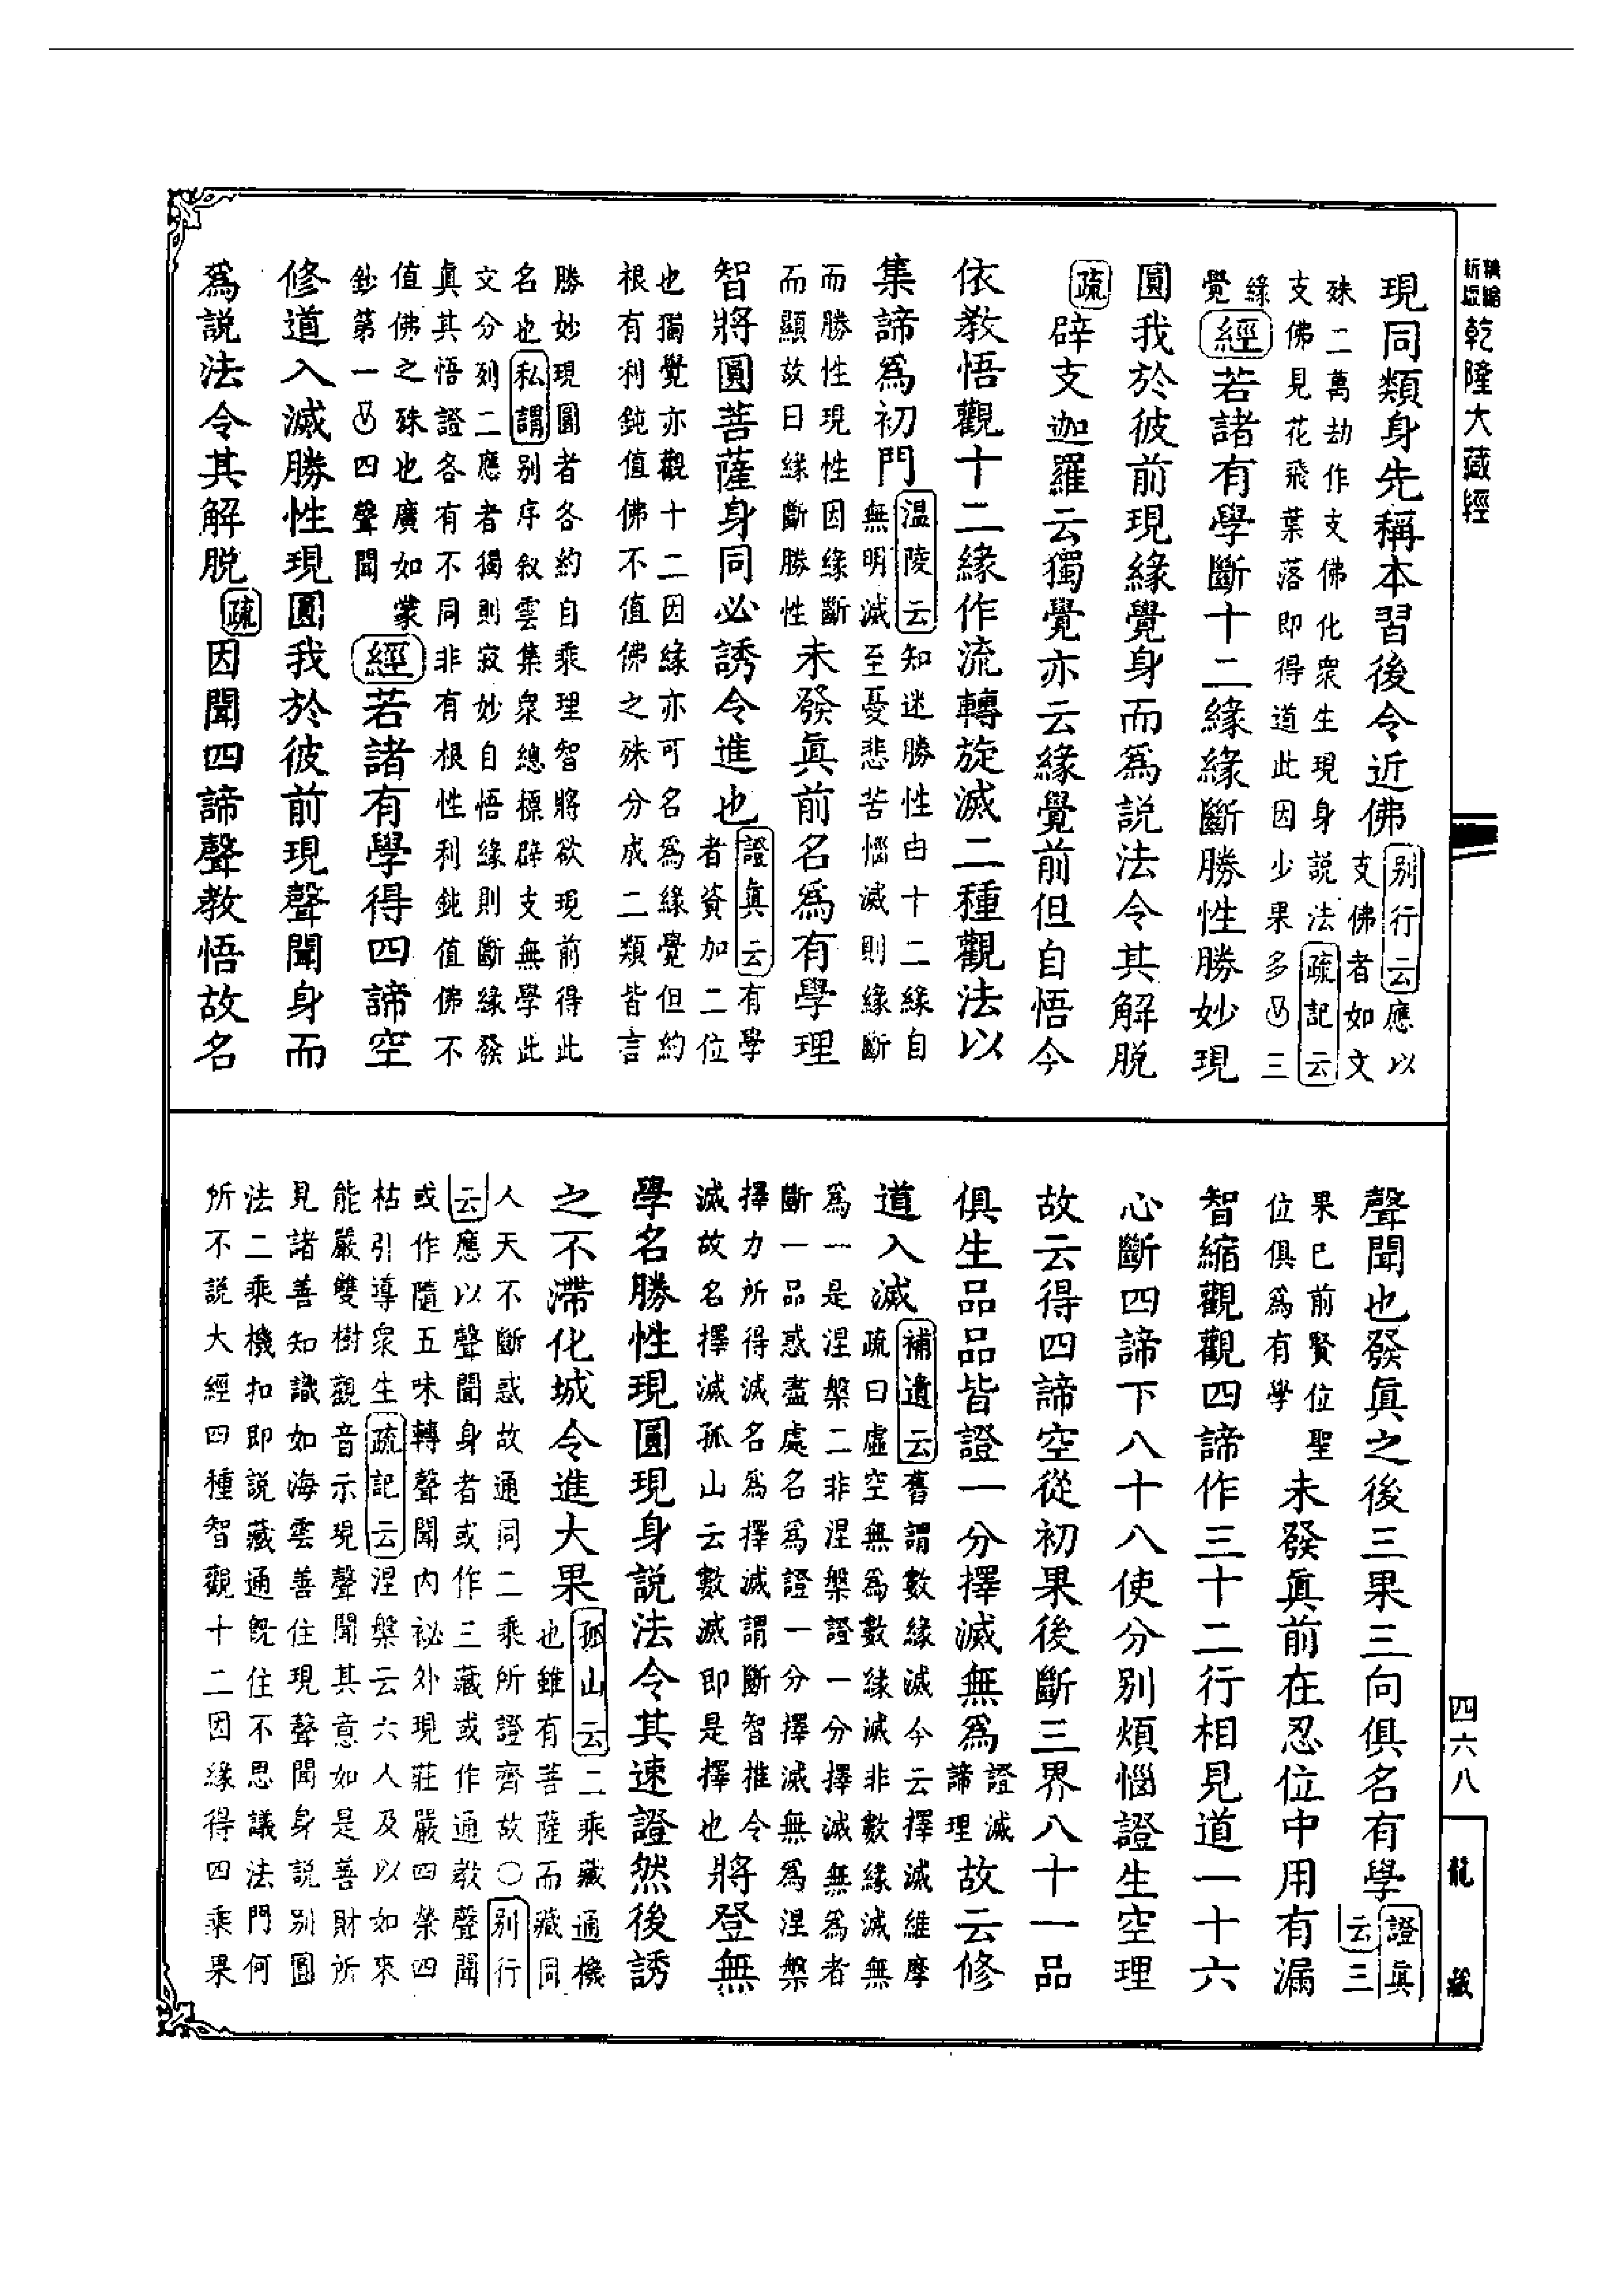 新編
縮版
乾隆大藏經
現同類身先稱本習後令近佛
別行云應以
支佛者如文
殊二萬劫作支佛化衆生現身説法疏記云
支佛見花飛葉落即得道此因少果多三
緣
覺
經若諸有學斷十二緣緣斷勝性勝妙現
圓我於彼前現緣覺身而爲説法令其解脱
疏辟支迦羅云獨覺亦云緣覺前但自悟今
依教悟觀十二緣作流轉旋滅二種觀法以
集諦爲初門
温陵云知迷勝性由十二緣自
無明滅至憂悲苦惱滅則緣斷
而勝性現性因緣斷
而顯故曰緣斷勝性
未發眞前名爲有學理
智將圓菩薩身同必誘令進也
證眞云有學
者資加二位
也獨覺亦觀十二因緣亦可名爲緣覺但約
根有利鈍值佛不值佛之殊分成二類皆言
勝妙現圓者各約自乘理智將欲現前得此
名也私謂別序敘雲集衆總標辟支無學此
文分列二應者獨則寂妙自悟緣則斷緣發
眞其悟證各有不同非有根性利鈍值佛不
值佛之殊也廣如䝉
鈔第一四聲聞
經若諸有學得四諦空
修道入滅勝性現圓我於彼前現聲聞身而
爲説法令其解脱疏因聞四諦聲教悟故名
聲聞也發眞之後三果三向俱名有學
證眞
云三
果已前賢位聖
位俱爲有學
未發眞前在忍位中用有漏
智縮觀觀四諦作三十二行相見道一十六
心斷四諦下八十八使分別煩惱證生空理
故云得四諦空從初果後斷三界八十一品
俱生品品皆證一分擇滅無爲
證滅
諦理
故云修
道入滅
補遺云舊謂數緣滅今云擇滅維摩
疏曰虛空無爲數緣滅非數緣滅無
爲一是涅槃二非涅槃證一分擇滅無爲者
斷一品惑盡處名爲證一分擇滅無爲涅槃
擇力所得滅名爲擇滅謂斷智推令
滅故名擇滅孤山云數滅即是擇也
將登無
學名勝性現圓現身説法令其速證然後誘
之不滯化城令進大果
孤山云二乘藏通機
也雖有菩薩而藏同
人天不斷惑故通同二乘所證齊故〇別行
云應以聲聞身者或作三藏或作通教聲聞
或作隨五味轉聲聞内祕外現莊嚴四榮四
枯引導衆生疏記云涅槃云六人及以如來
能嚴雙樹觀音示現聲聞其意如是善財所
見諸善知識如海雲善住現聲聞身説別圓
法二乘機扣即説藏通既住不思議法門何
所不説大經四種智觀十二因緣得四乘果
四六八
龍藏